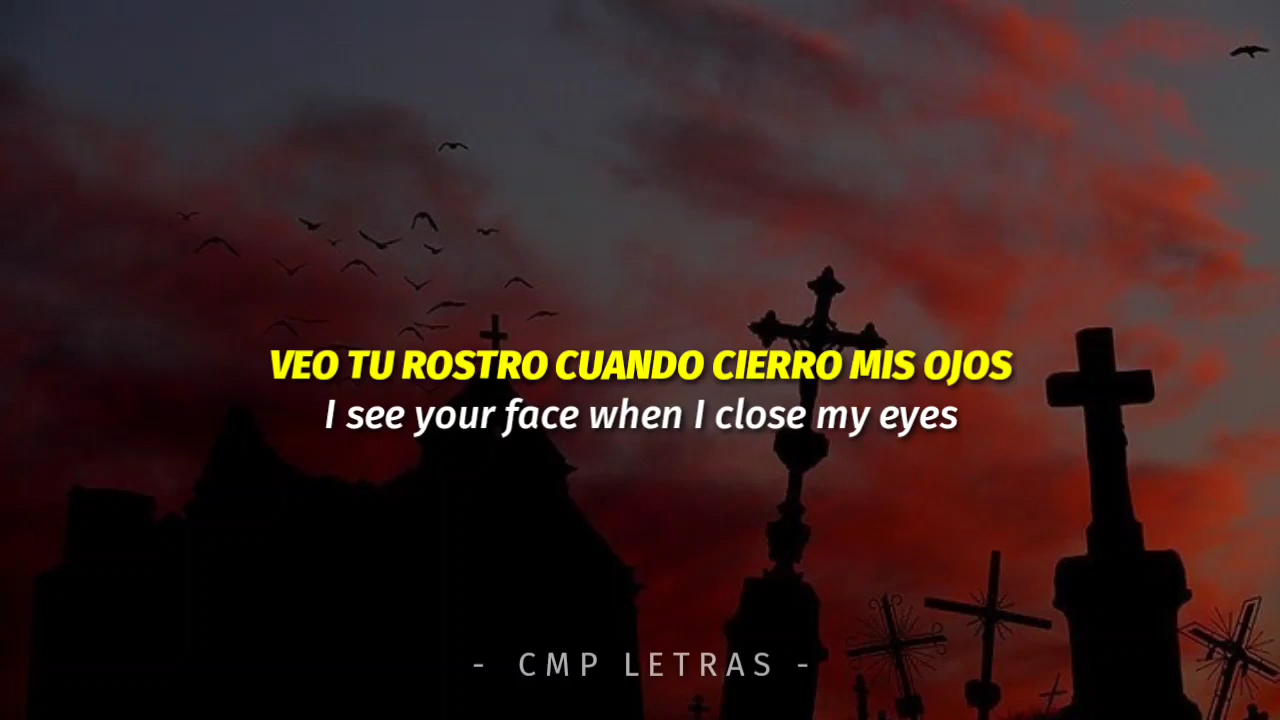 VEO TU ROSTRO CUANDO CIERRO MIS OJOS
I see your face when I close my eyes
- CMP LETRAS -